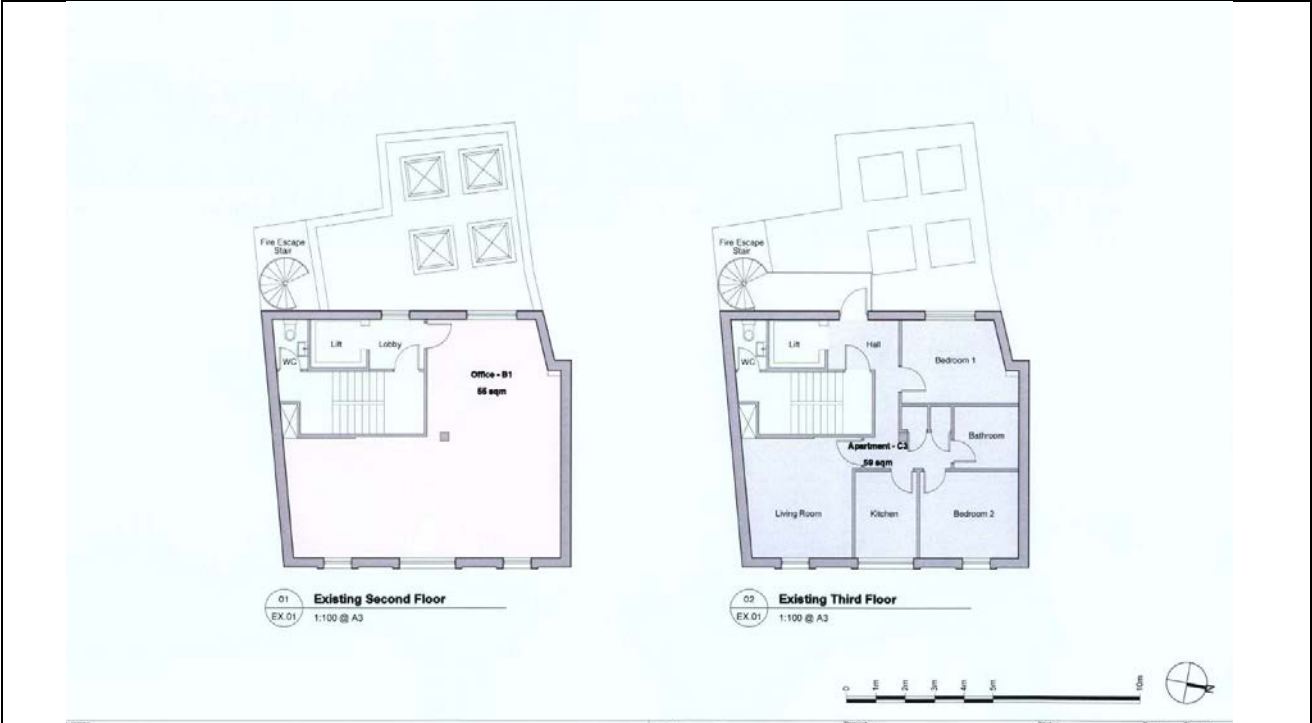 Fire Escape
Stair
WC
Lift
Lobby
Office - B1
55 sqm
01
EX.01
Existing Second Floor
1:100 @ A3
Fire Escape
Stair
WC
Lift
Hall
Bedroom 1
Bathroom
Apartment - C3
59 sqm
Living Room
Kitchen
Bedroom 2
02
EX.01
Existing Third Floor
1:100 @ A3
0
1m
2m
3m
4m
5m
10m
N